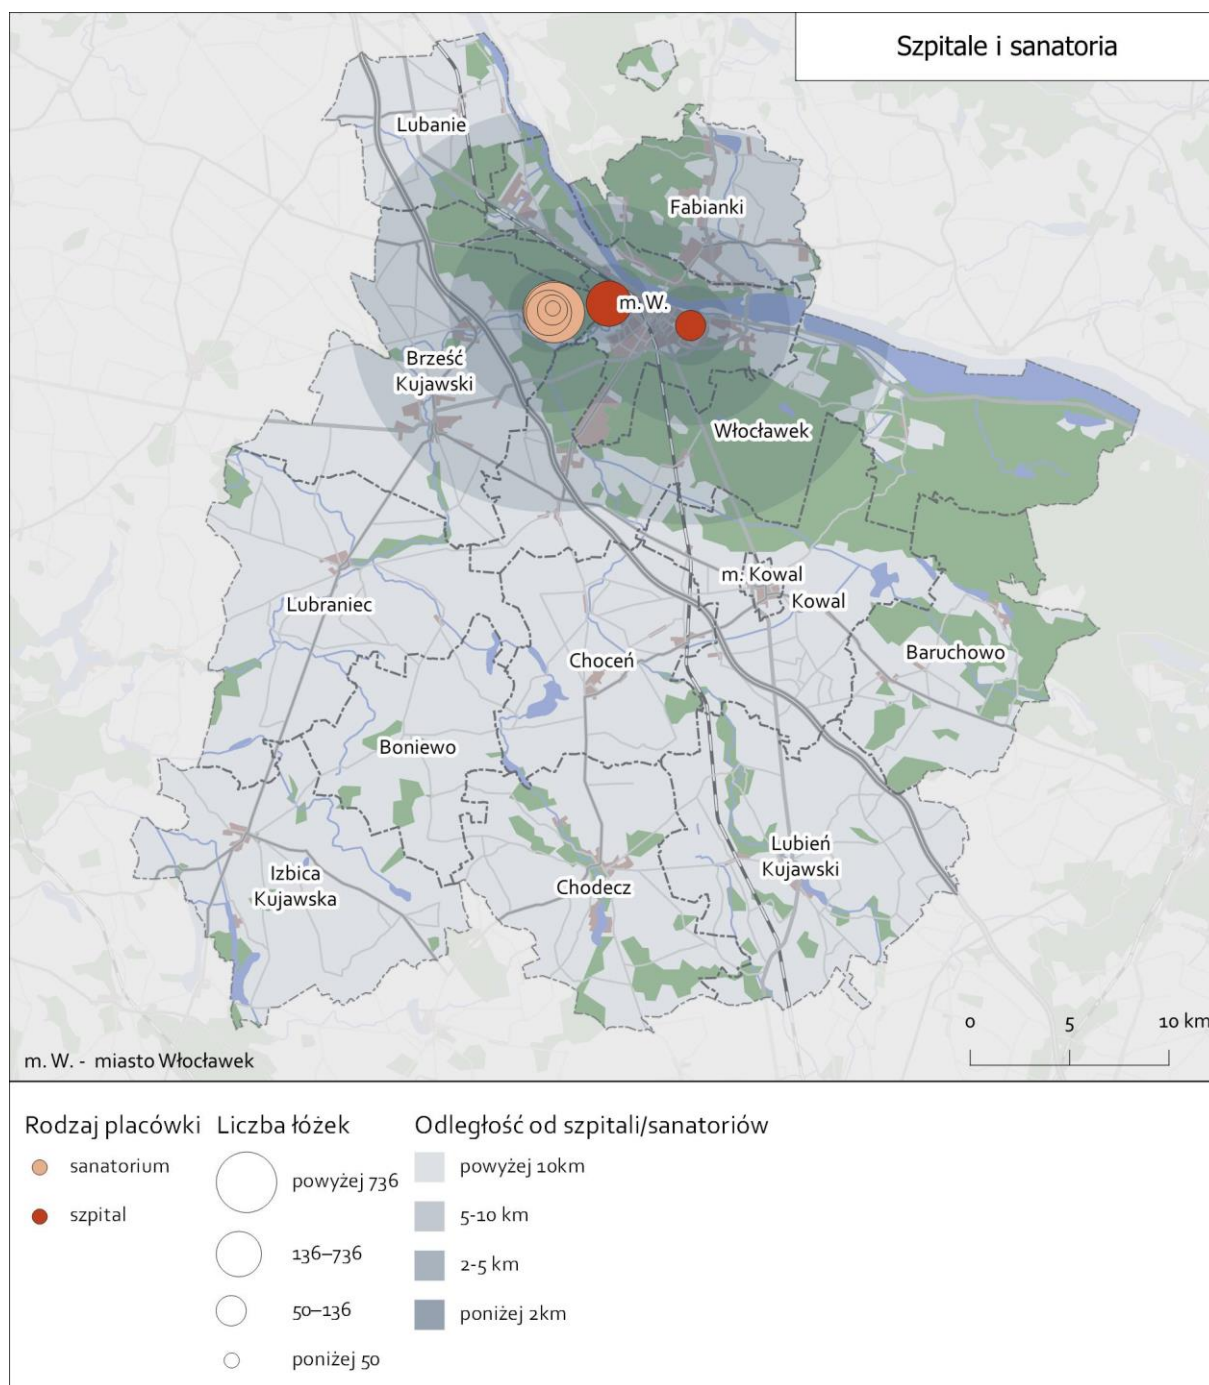 Szpitale i sanatoria
Lubanie
Fabianki
m. W.
Brześć
Kujawski
Włocławek
m. Kowal
Kowal
Lubraniec
Choceń
Baruchowo
Boniewo
Lubień
Kujawski
Izbica
Kujawska
Chodecz
0 5 10 km
m. W. - miasto Włocławek
Rodzaj placówki
sanatorium
szpital
Liczba łóżek
powyżej 736
136–736
50–136
poniżej 50
Odległość od szpitali/sanatoriów
powyżej 10km
5-10 km
2-5 km
poniżej 2km